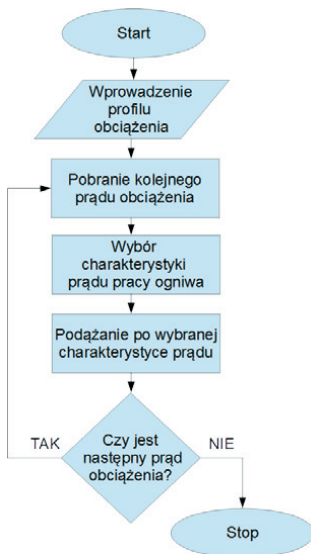 Start
Wprowadzenie
profilu
obciążenia
Pobranie kolejnego
prądu obciążenia
Wybór
charakterystyki
prądu pracy ogniwa
Podążanie po wybranej
charakterystyce prądu
TAK
Czy jest
następny prąd
obciążenia?
NIE
Stop